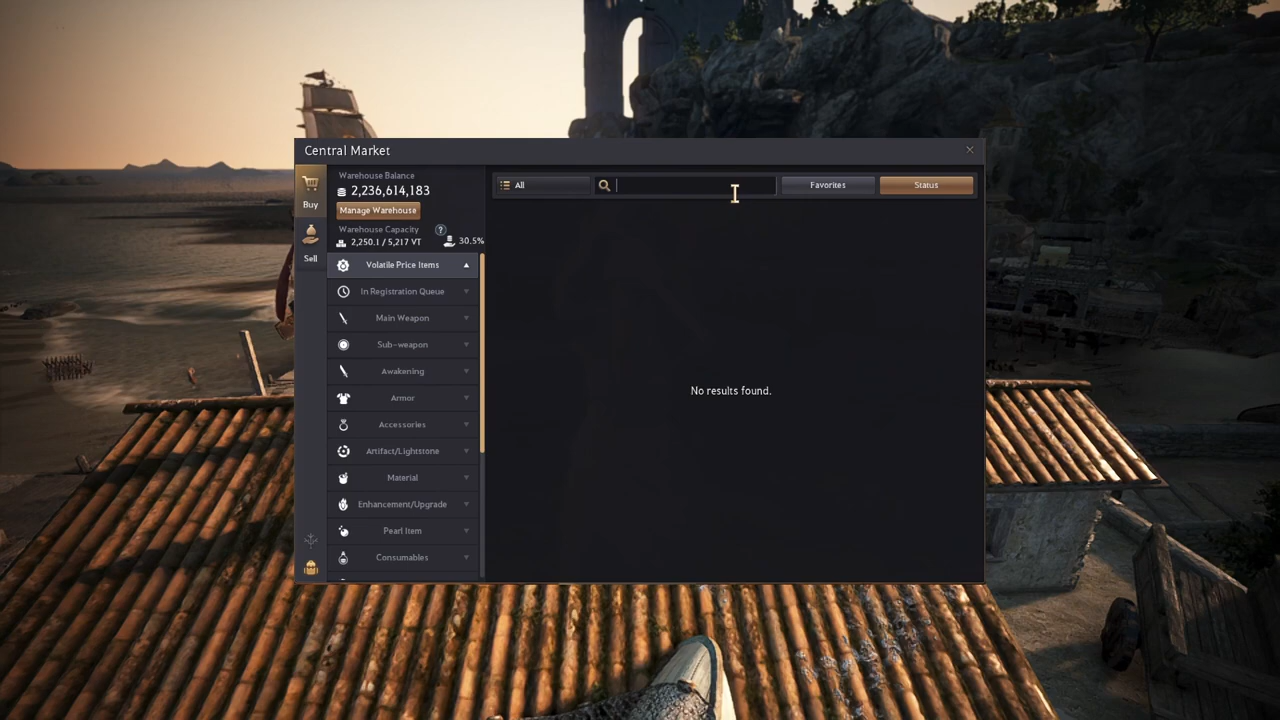 Central Market
Buy
Sell
Warehouse Balance
2,236,614,183
Manage Warehouse
Warehouse Capacity
?
2,250.1 / 5,217 VT
30.5%
Volatile Price Items
In Registration Queue
Main Weapon
Sub-weapon
Awakening
Armor
Accessories
Artifact/Lightstone
Material
Enhancement/Upgrade
Pearl Item
Consumables
All
Favorites
Status
No results found.